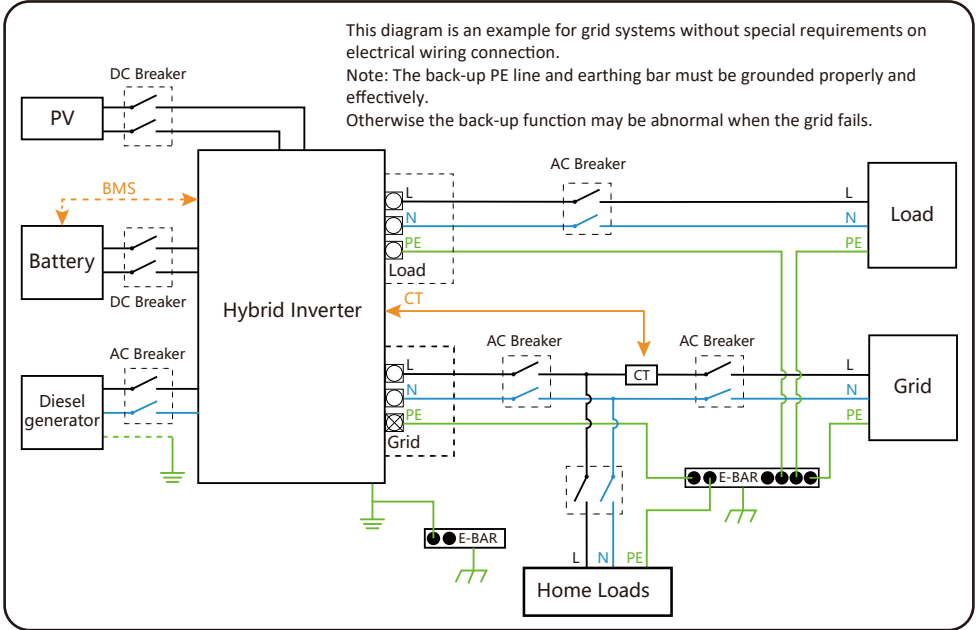 This diagram is an example for grid systems without special requirements on
electrical wiring connection.
Note: The back-up PE line and earthing bar must be grounded properly and
effectively.
Otherwise the back-up function may be abnormal when the grid fails.
DC Breaker
PV
BMS
Battery
DC Breaker
AC Breaker
Diesel
generator
Hybrid Inverter
L
N
PE
Load
AC Breaker
L
N
PE
Load
CT
AC Breaker
AC Breaker
L
N
PE
Grid
CT
L
N
PE
Grid
E-BAR
E-BAR
L
N
PE
Home Loads